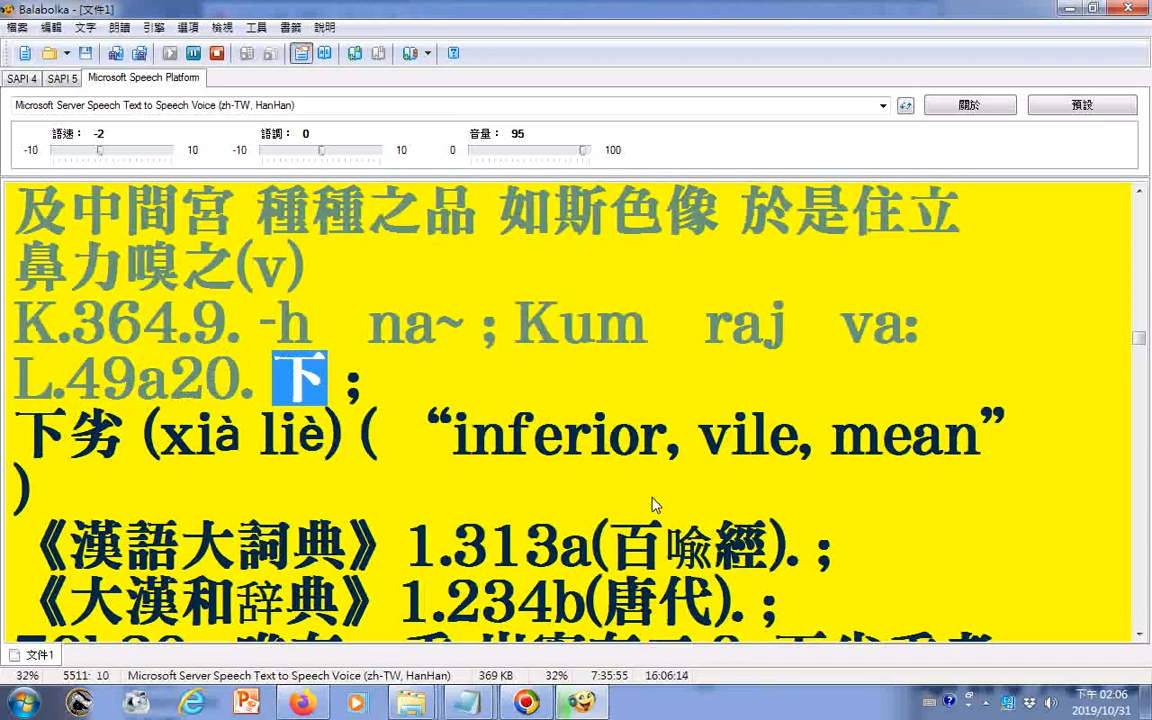 Balabolka - [文件1]
檔案 編輯 文字 朗讀 引擎 選項 檢視 工具 書籤 說明
SAPI 4 SAPI 5 Microsoft Speech Platform
Microsoft Server Speech Text to Speech Voice (zh-TW, HanHan) 關於 預設
語速： -2 語調： 0 音量： 95
-10 10 -10 10 0 100
及中間宮 種種之品 如斯色像 於是住立
鼻力嗅之(v)
K.364.9. -h na~ ; Kum raj va:
L.49a20. 下 ;
下劣 (xià liè) ( “inferior, vile, mean”
)
《漢語大詞典》 1.313a(百喻經). ;
《大漢和辞典》 1.234b(唐代). ;
文件1
32% 5511: 10 Microsoft Server Speech Text to Speech Voice (zh-TW, HanHan) 369 KB 32% 7:35:55 16:06:14
下午 02:06
2019/10/31